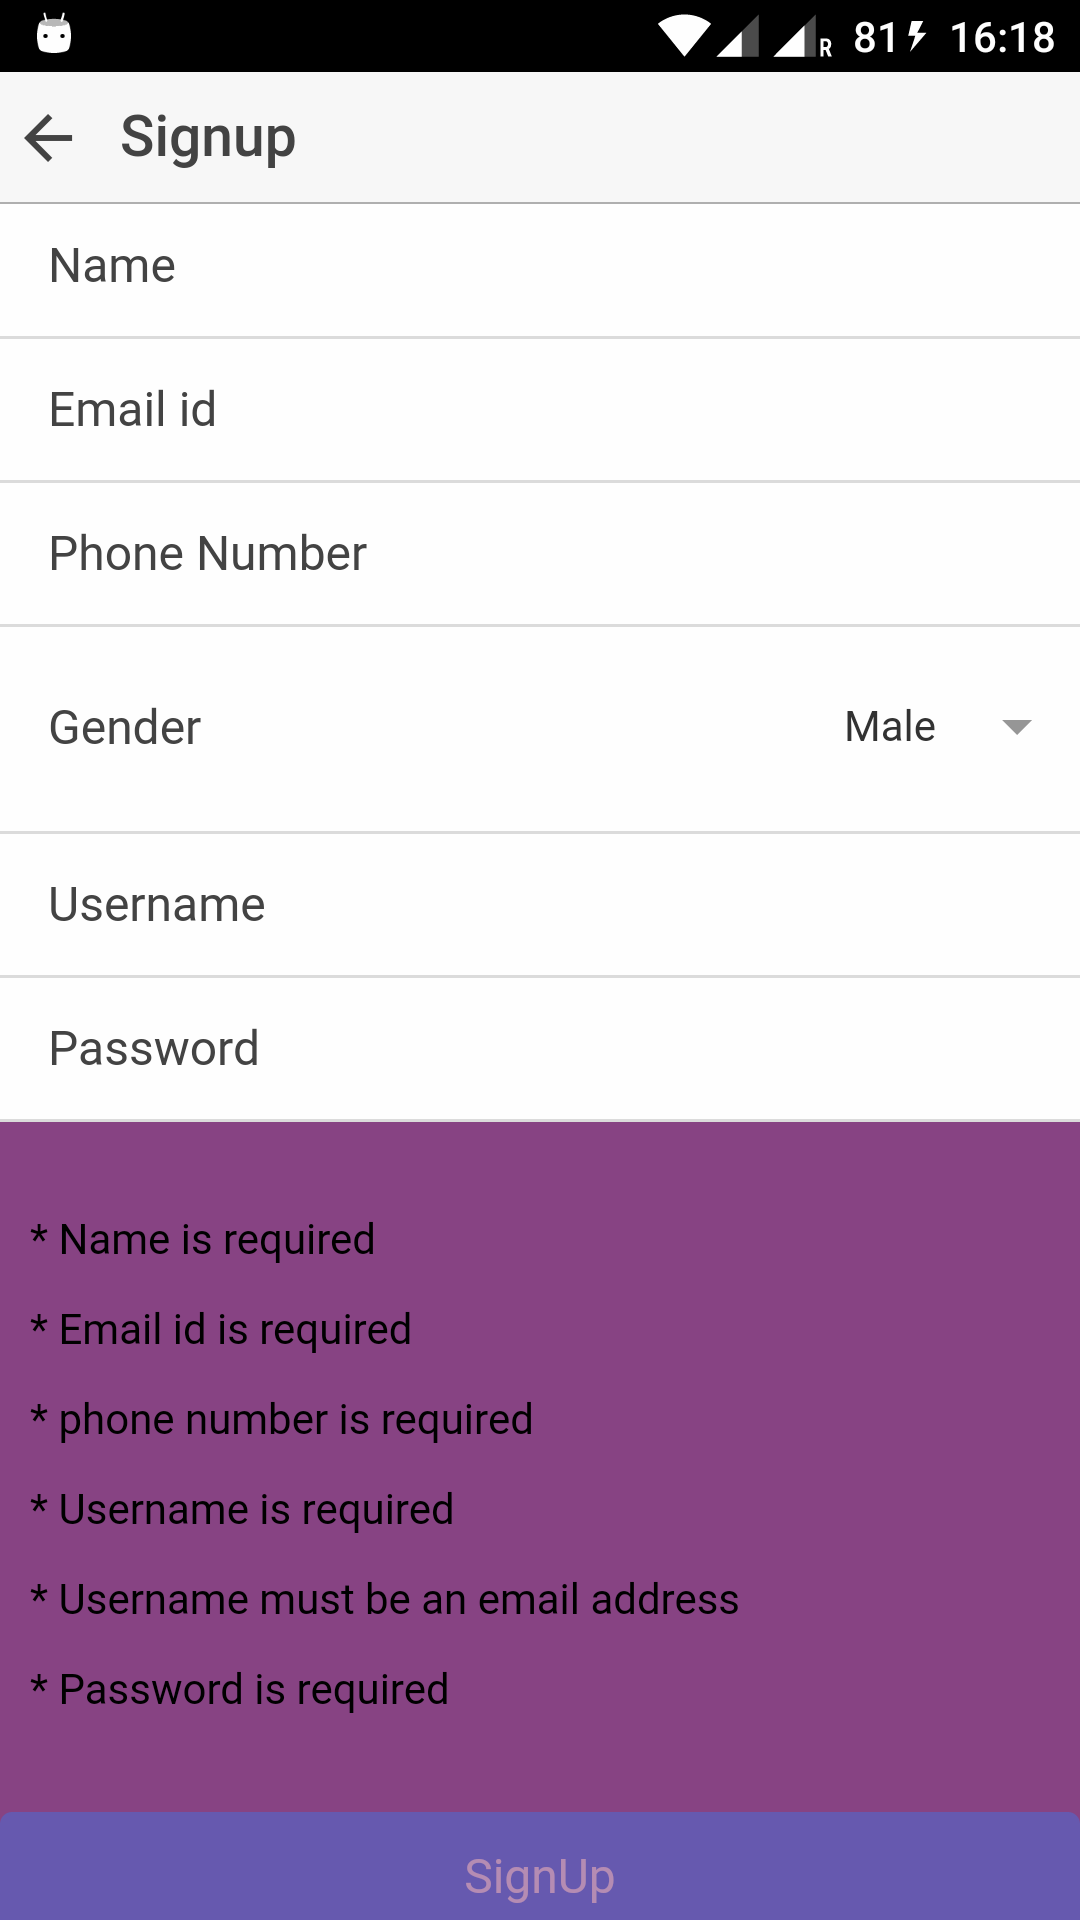 R 81 16:18
Signup
Name
Email id
Phone Number
Gender Male
Username
Password
* Name is required
* Email id is required
* phone number is required
* Username is required
* Username must be an email address
* Password is required
SignUp